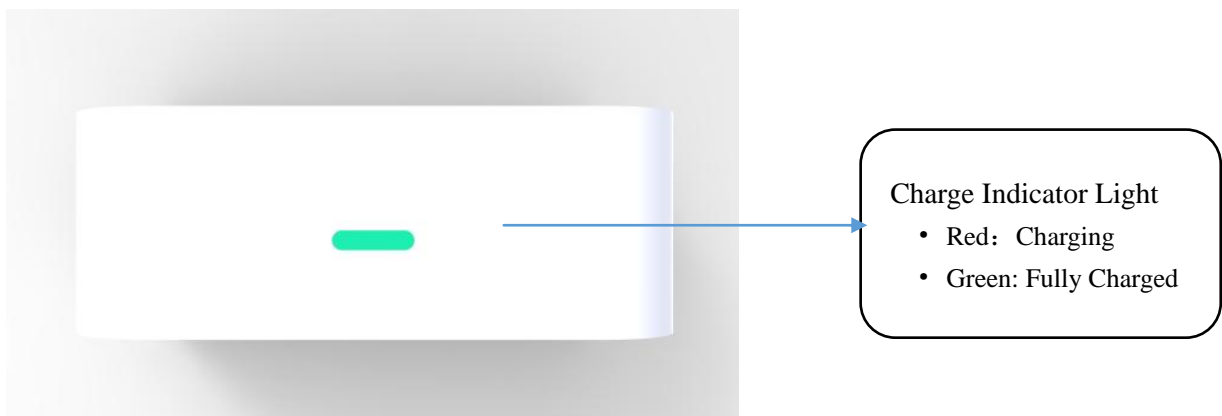 Charge Indicator Light
• Red：Charging
• Green: Fully Charged